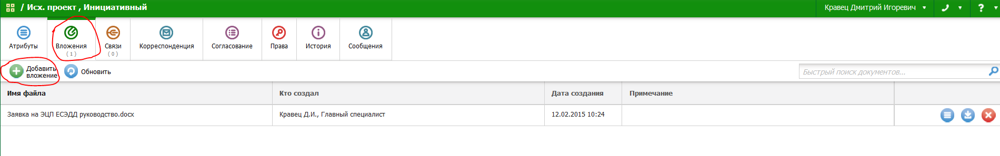 / Исх. проект , Инициативный
Кравец Дмитрий Игоревич
Атрибуты
Вложения
( 1 )
Связи
( 0 )
Корреспонденция
Согласование
Права
История
Сообщения
Добавить
вложение
Обновить
Быстрый поиск документов...
Имя файла Кто создал Дата создания Примечание
Заявка на ЭЦП ЕСЭДД руководство.docx Кравец Д.И., Главный специалист 12.02.2015 10:24